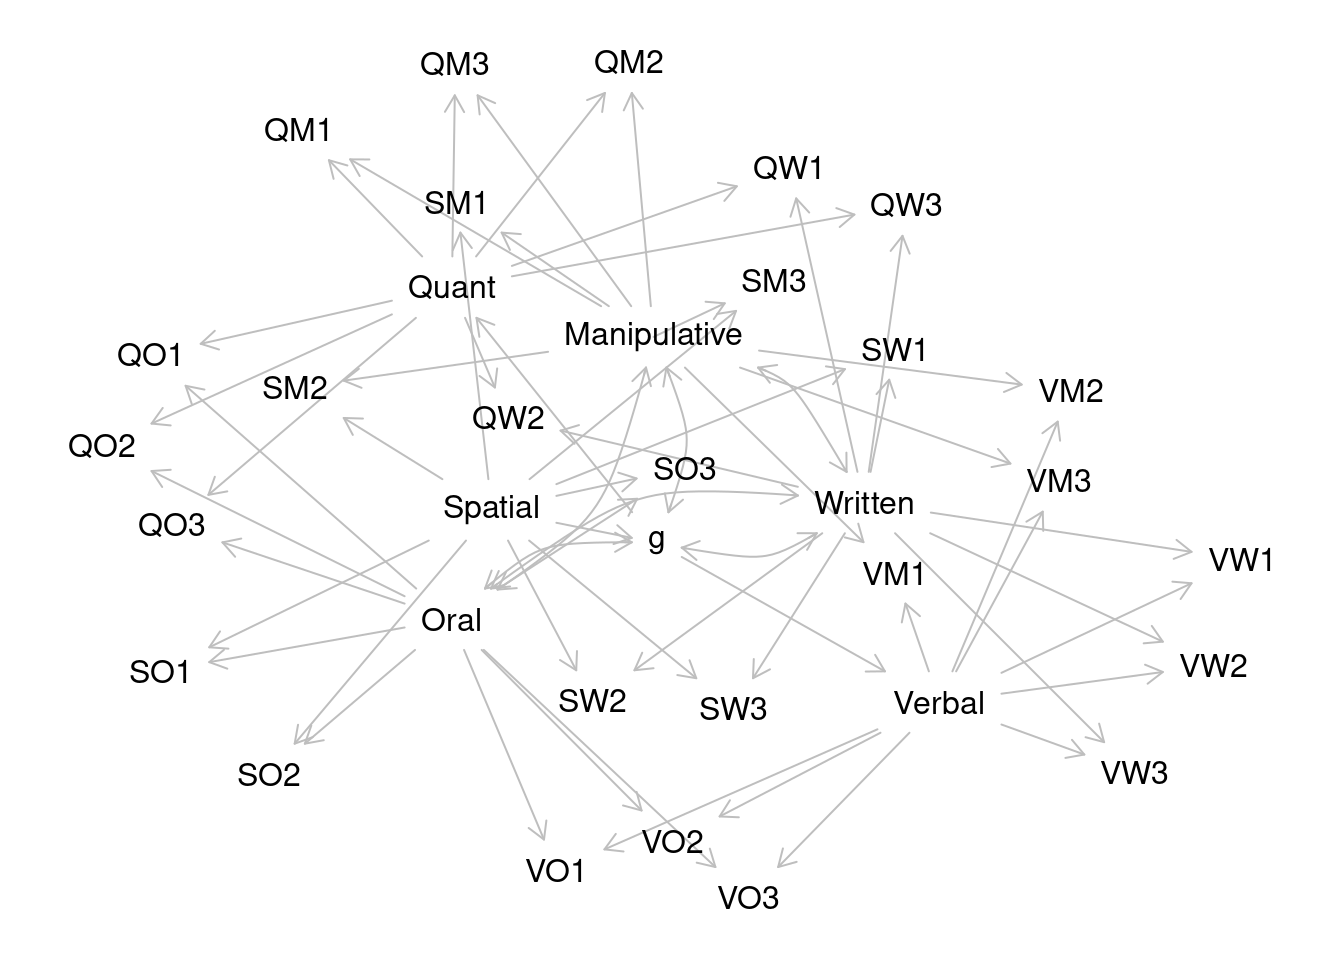 QM3
QM2
QM1
QW1
SM1
QW3
SM3
Quant
Manipulative
QO1
SW1
SM2
VM2
QW2
QO2
SO3
VM3
Spatial
Written
QO3
g
VW1
VM1
Oral
SO1
VW2
SW2
SW3
Verbal
SO2
VW3
VO2
VO1
VO3